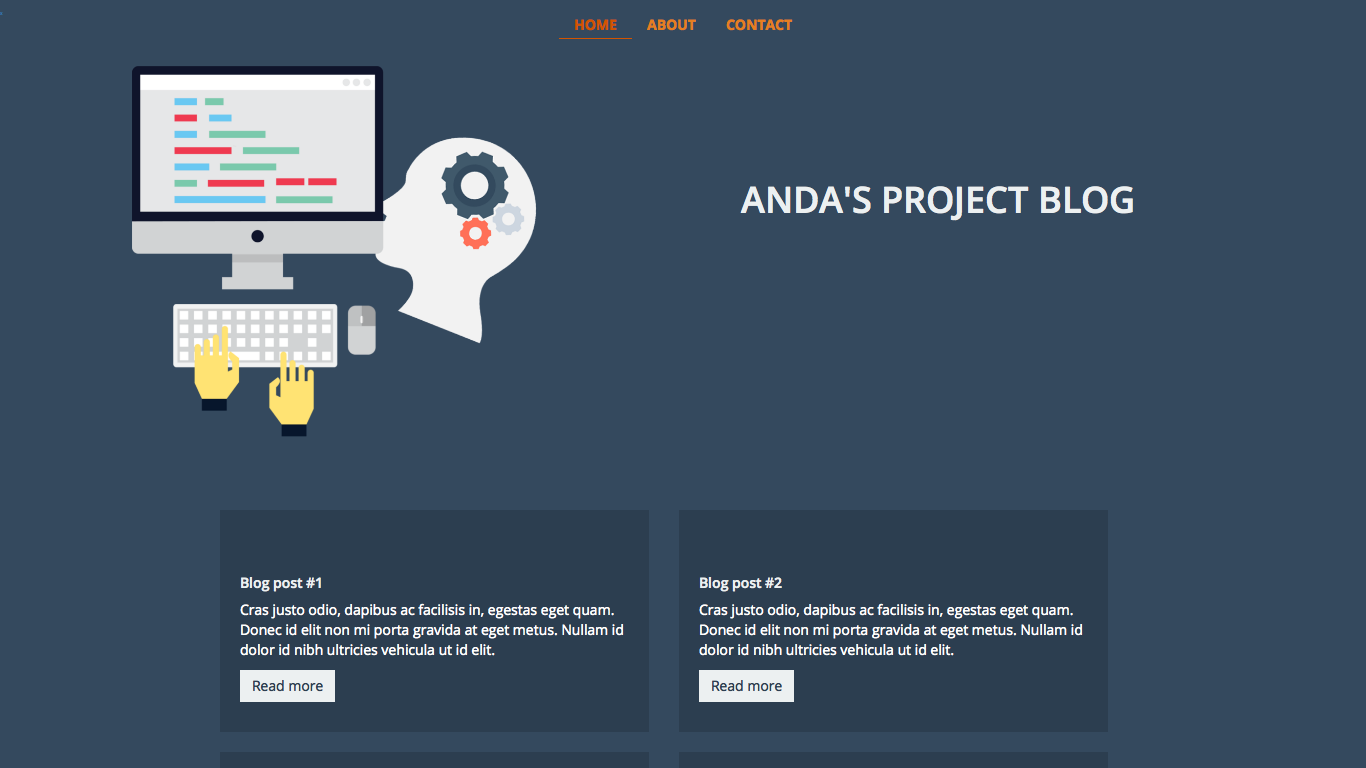 HOME ABOUT CONTACT
ANDA'S PROJECT BLOG
Blog post #1
Cras justo odio, dapibus ac facilisis in, egestas eget quam.
Donec id elit non mi porta gravida at eget metus. Nullam id
dolor id nibh ultricies vehicula ut id elit.
Read more
Blog post #2
Cras justo odio, dapibus ac facilisis in, egestas eget quam.
Donec id elit non mi porta gravida at eget metus. Nullam id
dolor id nibh ultricies vehicula ut id elit.
Read more